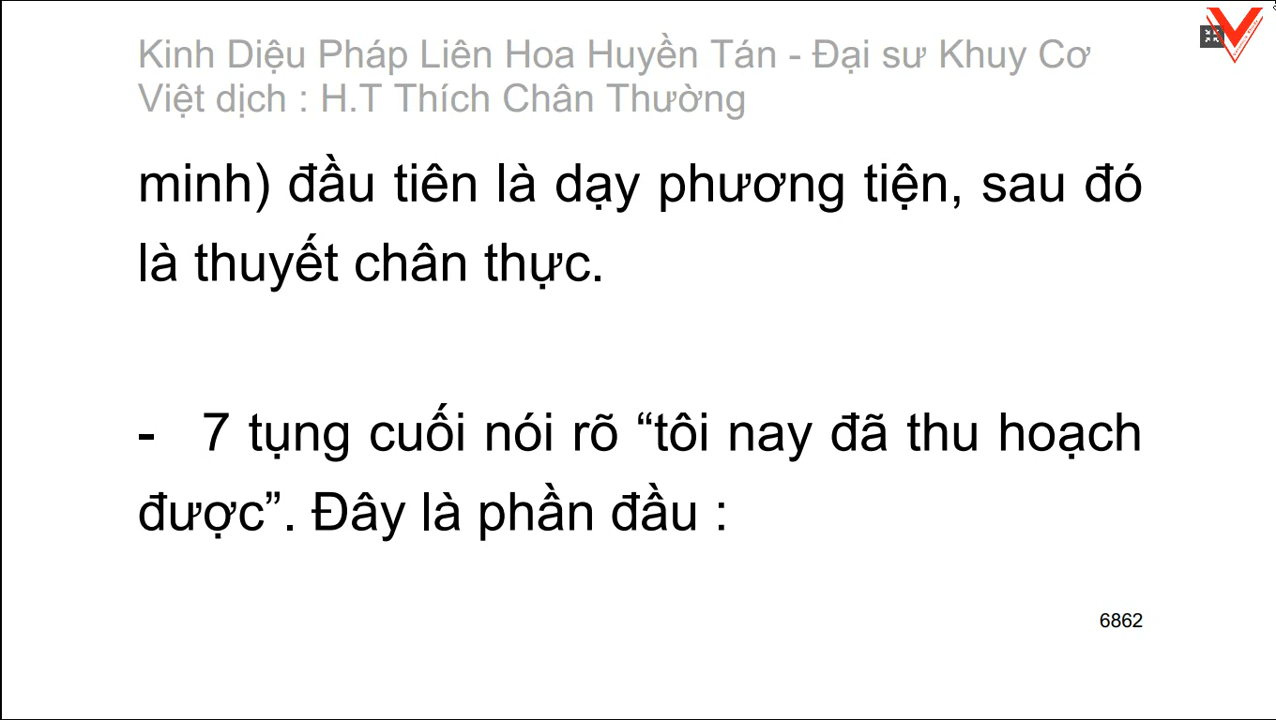 Kinh Diệu Pháp Liên Hoa Huyền Tán - Đại sư Khuy Cơ
Việt dịch : H.T Thích Chân Thường
minh) đầu tiên là dạy phương tiện, sau đó
là thuyết chân thực.
- 7 tụng cuối nói rõ “tôi nay đã thu hoạch
được”. Đây là phần đầu :
6862